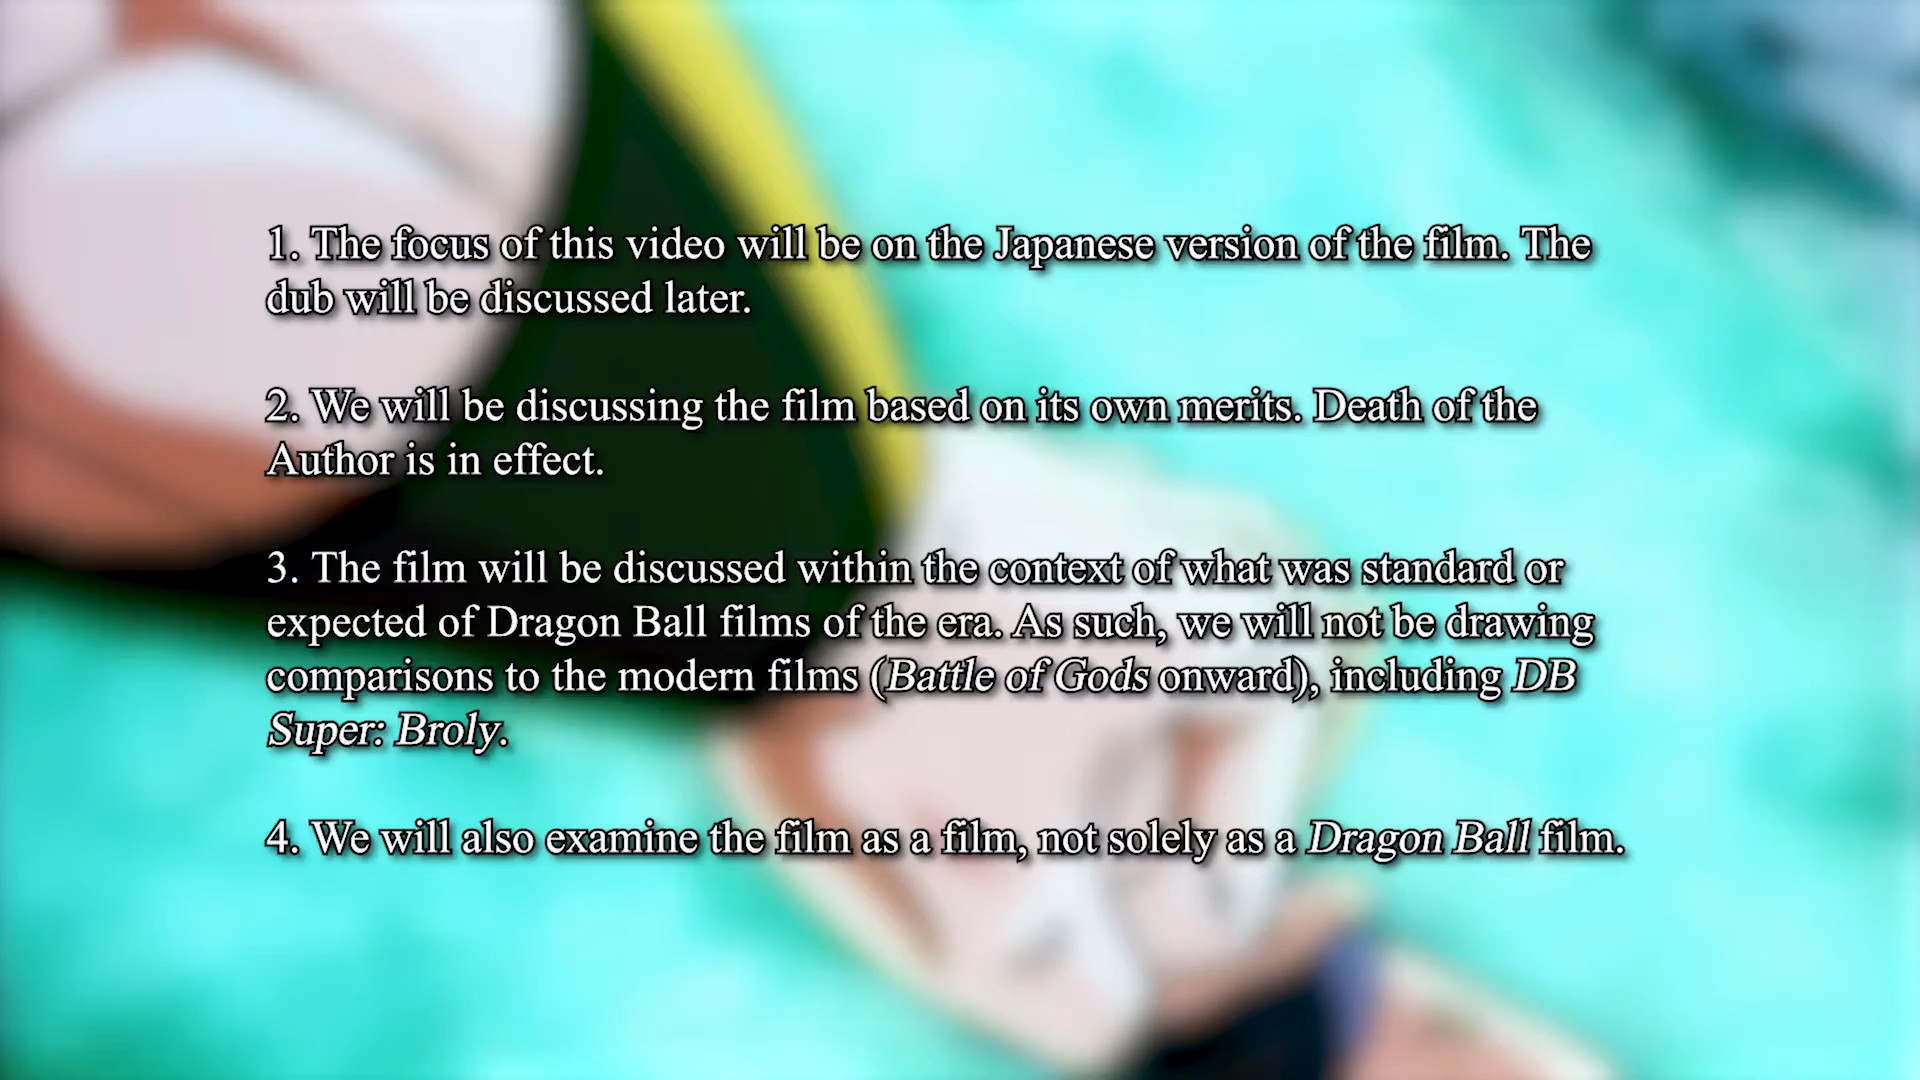 1. The focus of this video will be on the Japanese version of the film. The
dub will be discussed later.
2. We will be discussing the film based on its own merits. Death of the
Author is in effect.
3. The film will be discussed within the context of what was standard or
expected of Dragon Ball films of the era. As such, we will not be drawing
comparisons to the modern films (Battle of Gods onward), including DB
Super: Broly.
4. We will also examine the film as a film, not solely as a Dragon Ball film.